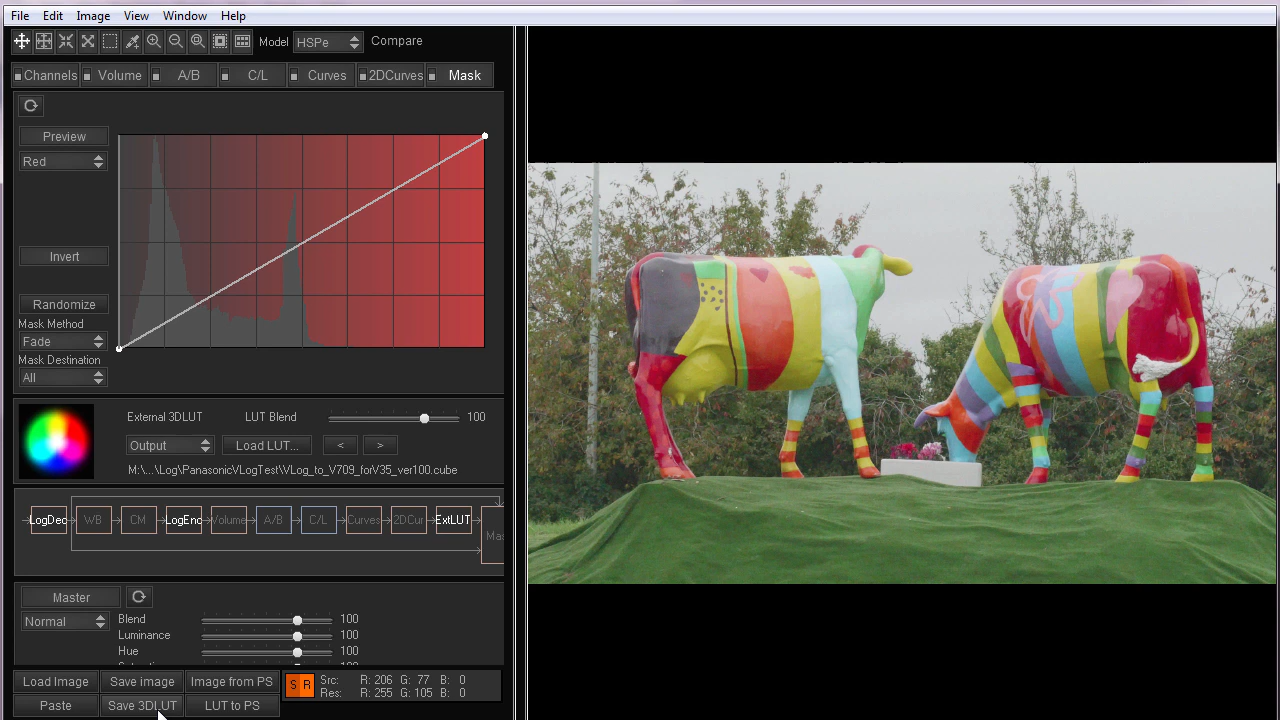 File Edit Image View Window Help
Model HSPe Compare
Channels Volume A/B C/L Curves 2DCurves Mask
Preview
Red
Invert
Randomize
Mask Method
Fade
Mask Destination
All
External 3DLUT LUT Blend 100
Output Load LUT... < >
M:\...\Log\PanasonicVLogTest\VLog_to_V709_forV35_ver100.cube
LogDec WB CM LogEnc Volume A/B C/L Curves 2DCur ExtLUT
Mas
Master
Normal
Blend 100
Luminance 100
Hue 100
Load Image Save image Image from PS
S R
Src: R: 206 G: 77 B: 0
Res: R: 255 G: 105 B: 0
Paste Save 3DLUT LUT to PS